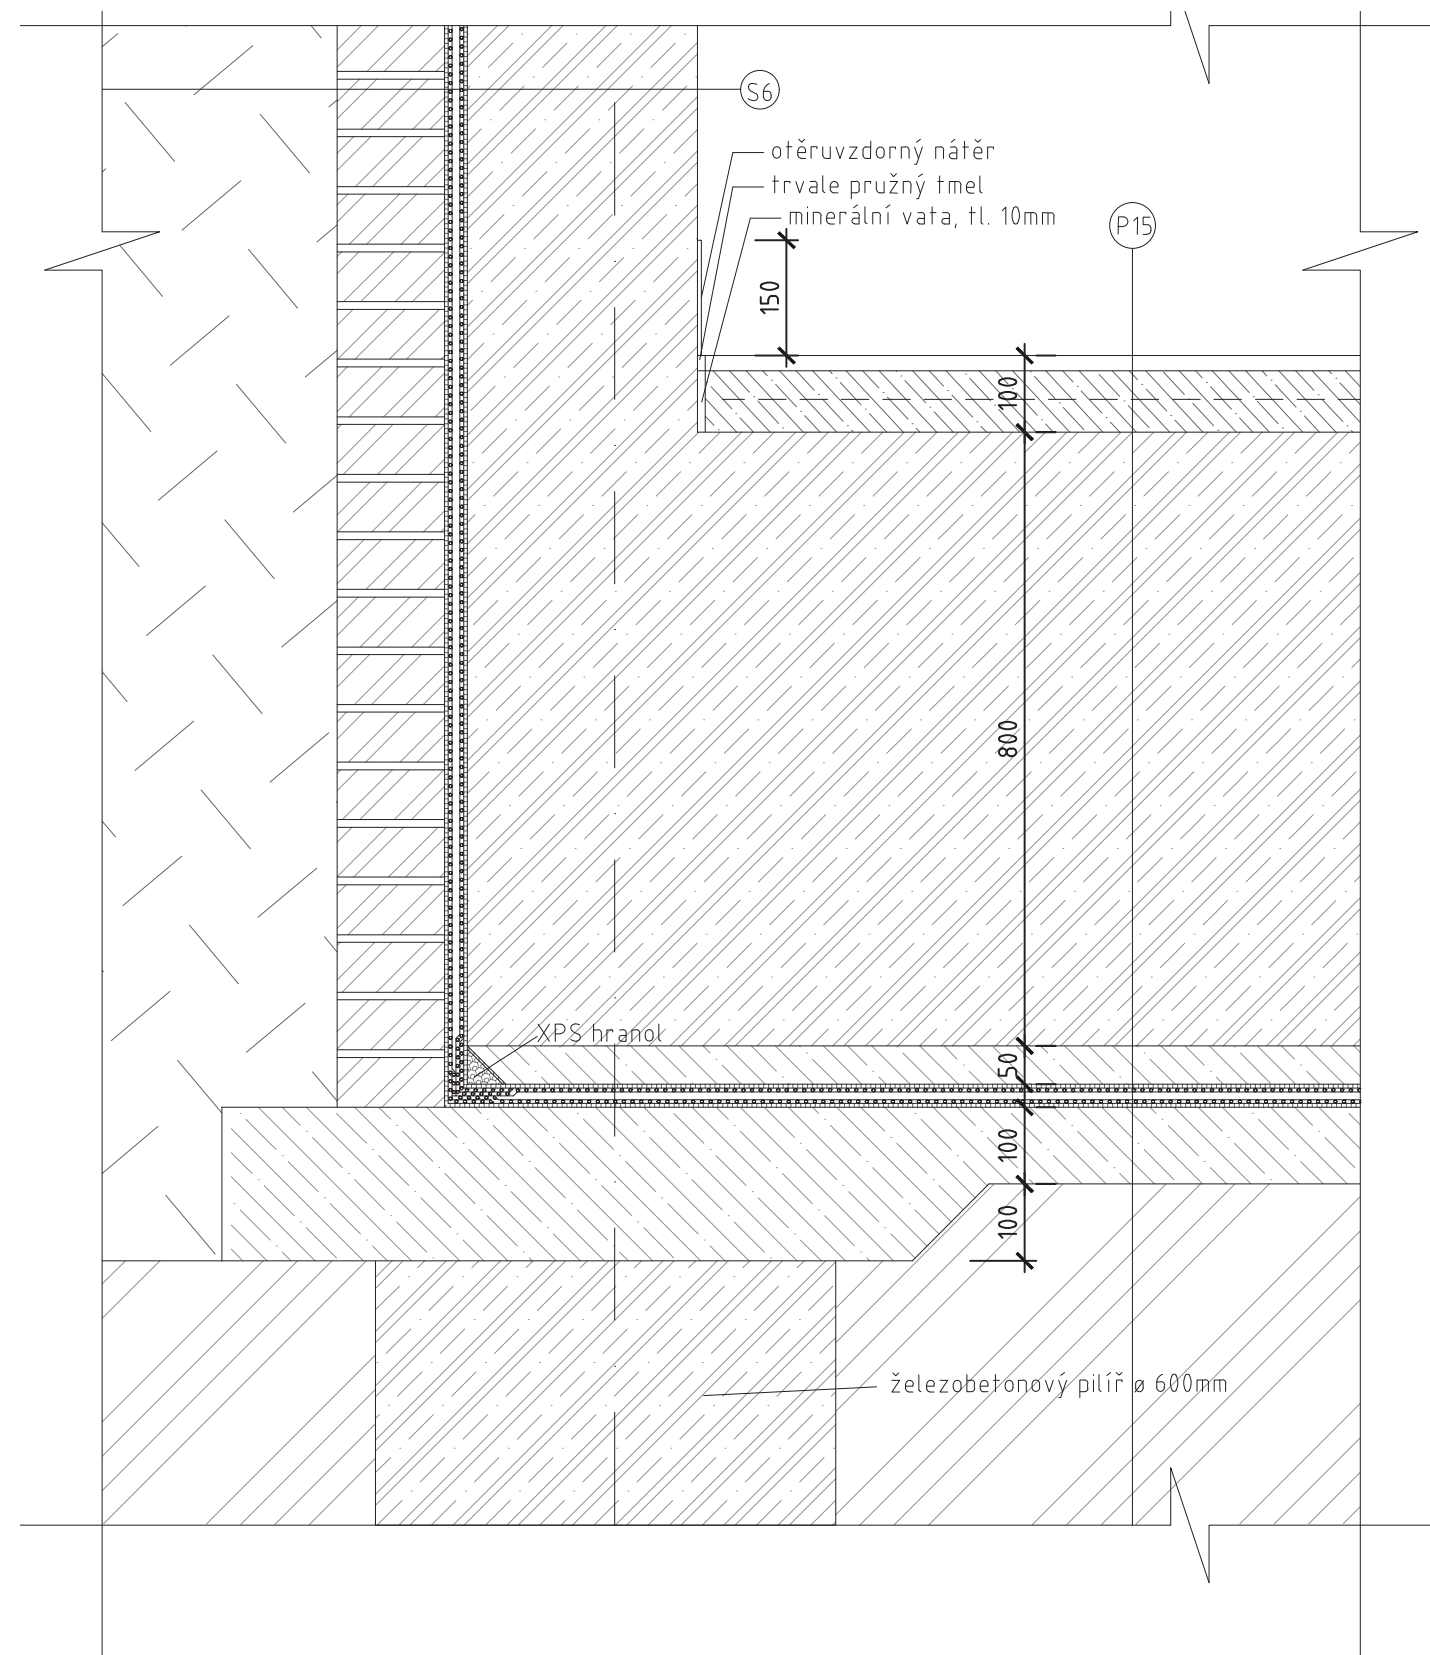 S6
otěruvzdorný nátěr
trvale pružný tmel
minerální vata, tl. 10mm
P15
150
100
800
XPS hranol
50
100
100
železobetonový pilíř ø 600mm